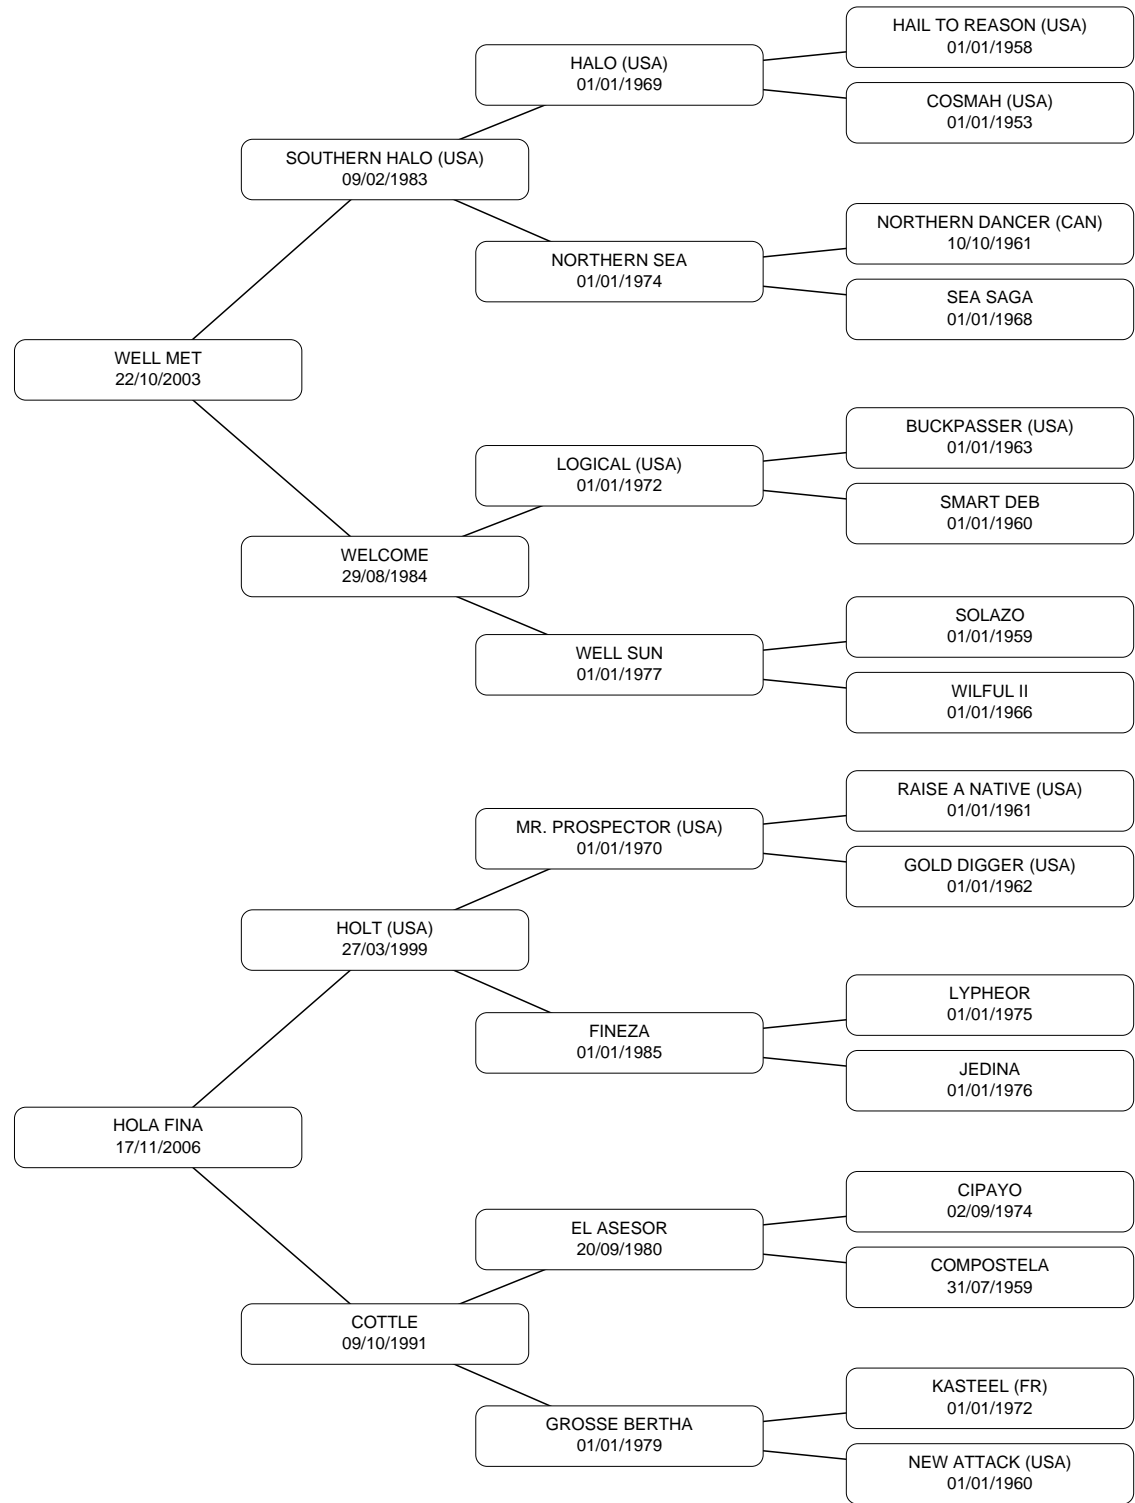 HAIL TO REASON (USA)
01/01/1958
HALO (USA)
01/01/1969
COSMAH (USA)
01/01/1953
SOUTHERN HALO (USA)
09/02/1983
NORTHERN DANCER (CAN)
10/10/1961
NORTHERN SEA
01/01/1974
SEA SAGA
01/01/1968
WELL MET
22/10/2003
BUCKPASSER (USA)
01/01/1963
LOGICAL (USA)
01/01/1972
SMART DEB
01/01/1960
WELCOME
29/08/1984
SOLAZO
01/01/1959
WELL SUN
01/01/1977
WILFUL II
01/01/1966
RAISE A NATIVE (USA)
01/01/1961
MR. PROSPECTOR (USA)
01/01/1970
GOLD DIGGER (USA)
01/01/1962
HOLT (USA)
27/03/1999
LYPHEOR
01/01/1975
FINEZA
01/01/1985
JEDINA
01/01/1976
HOLA FINA
17/11/2006
CIPAYO
02/09/1974
EL ASESOR
20/09/1980
COMPOSTELA
31/07/1959
COTTLE
09/10/1991
KASTEEL (FR)
01/01/1972
GROSSE BERTHA
01/01/1979
NEW ATTACK (USA)
01/01/1960